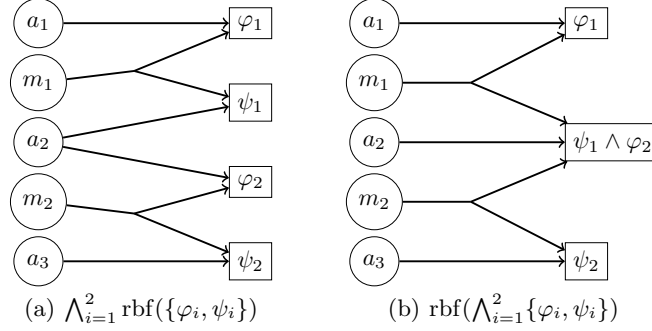 a₁ φ₁ a₁ φ₁
m₁ m₁
ψ₁
a₂ a₂ ψ₁ ∧ φ₂
φ₂
m₂ m₂
a₃ ψ₂ a₃ ψ₂
(a) ⋀²ᵢ₌₁ rbf({φᵢ, ψᵢ}) (b) rbf(⋀²ᵢ₌₁{φᵢ, ψᵢ})